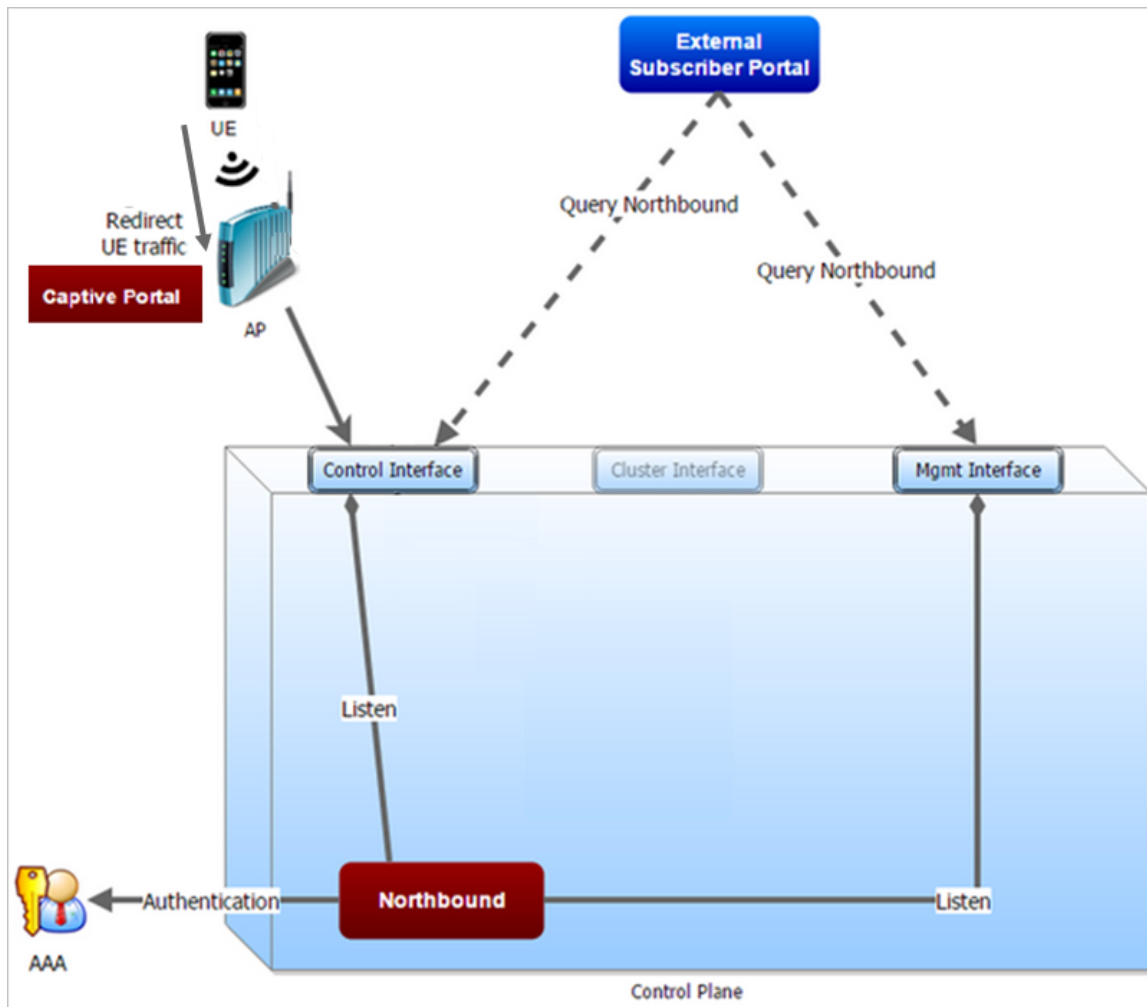 External
Subscriber Portal
UE
Query Northbound
Redirect
UE traffic
Query Northbound
Captive Portal
AP
Control Interface
Cluster Interface
Mgmt Interface
Listen
Authentication
Northbound
Listen
AAA
Control Plane